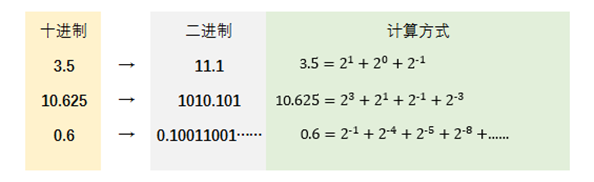 十进制 二进制 计算方式
3.5 → 11.1 3.5 = 2¹ + 2⁰ + 2⁻¹
10.625 → 1010.101 10.625 = 2³ + 2¹ + 2⁻¹ + 2⁻³
0.6 → 0.10011001…… 0.6 = 2⁻¹ + 2⁻⁴ + 2⁻⁵ + 2⁻⁸ +……